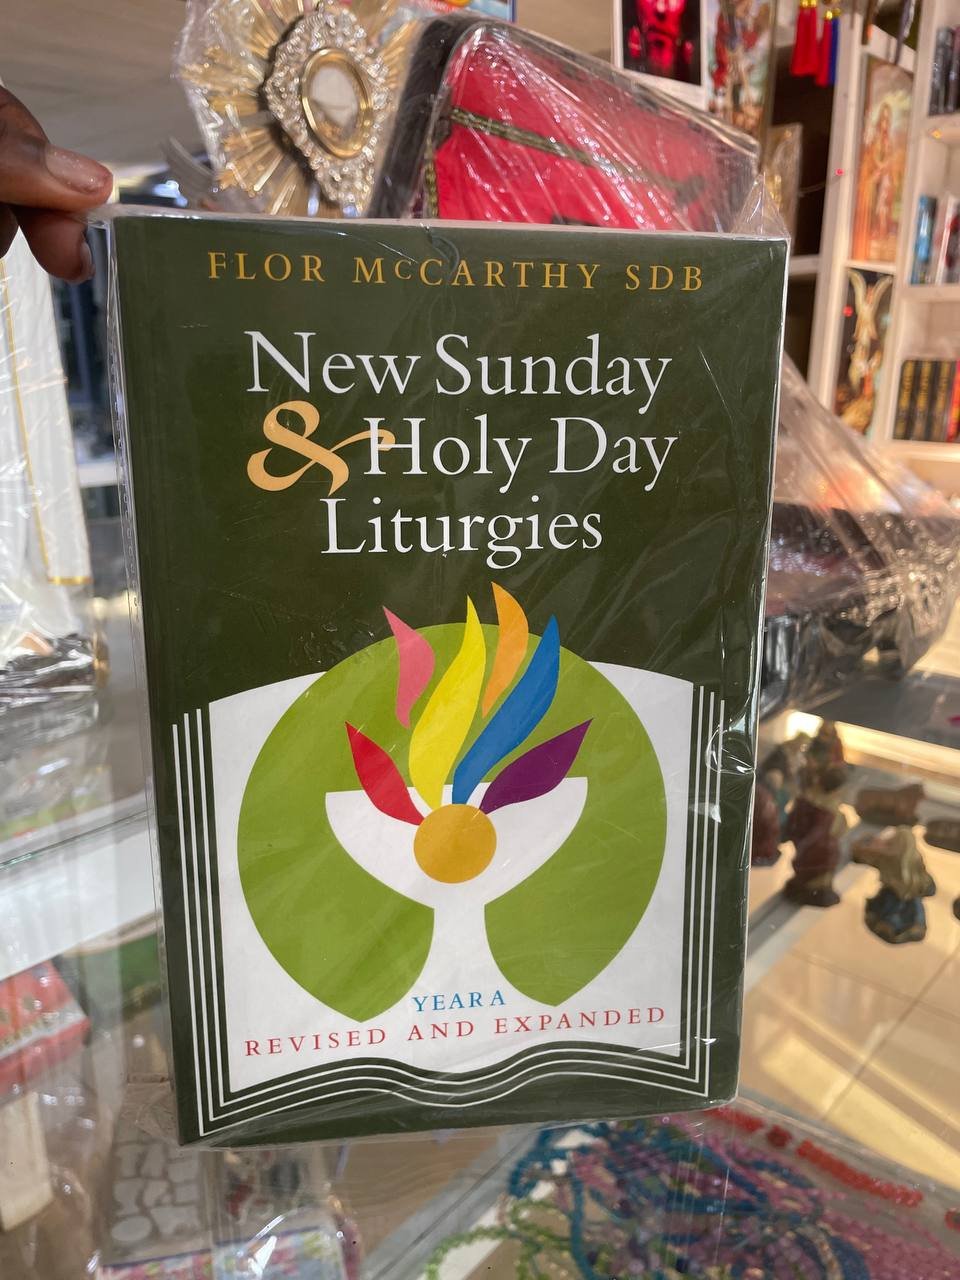 FLOR McCARTHY SDB
New Sunday
& Holy Day
Liturgies
YEAR A
REVISED AND EXPANDED